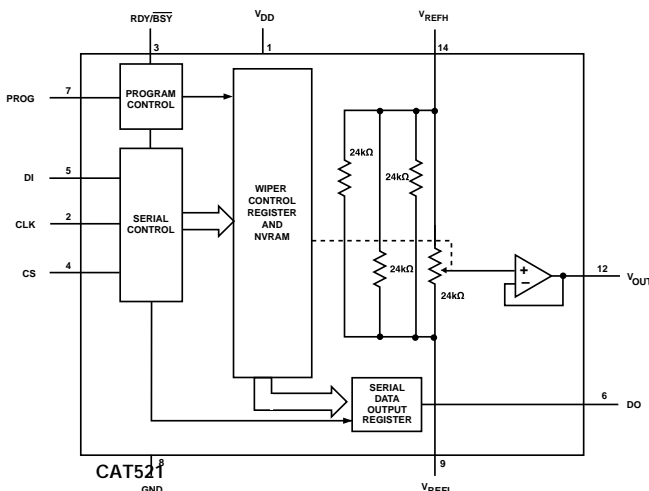 RDY/BSY
VDD
VREFH
3
1
14
PROG
7
PROGRAM
CONTROL
24kΩ
24kΩ
DI
5
CLK
2
SERIAL
CONTROL
WIPER
CONTROL
REGISTER
AND
NVRAM
CS
4
24kΩ
24kΩ
+
−
12
VOUT
SERIAL
DATA
OUTPUT
REGISTER
6
DO
CAT521
8
GND
9
VREFL